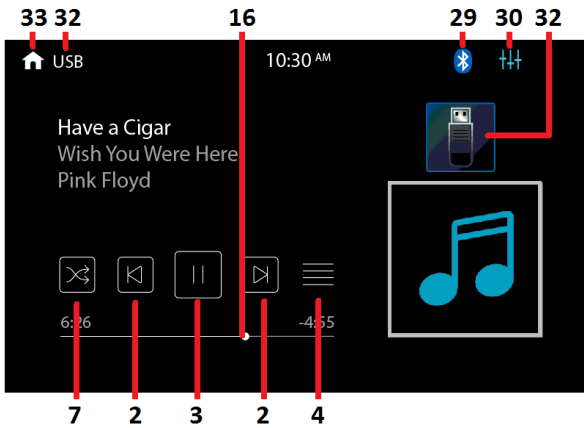 33 32 16 29 30 32
USB 10:30 AM
Have a Cigar
Wish You Were Here
Pink Floyd
6:26 -4:55
7 2 3 2 4